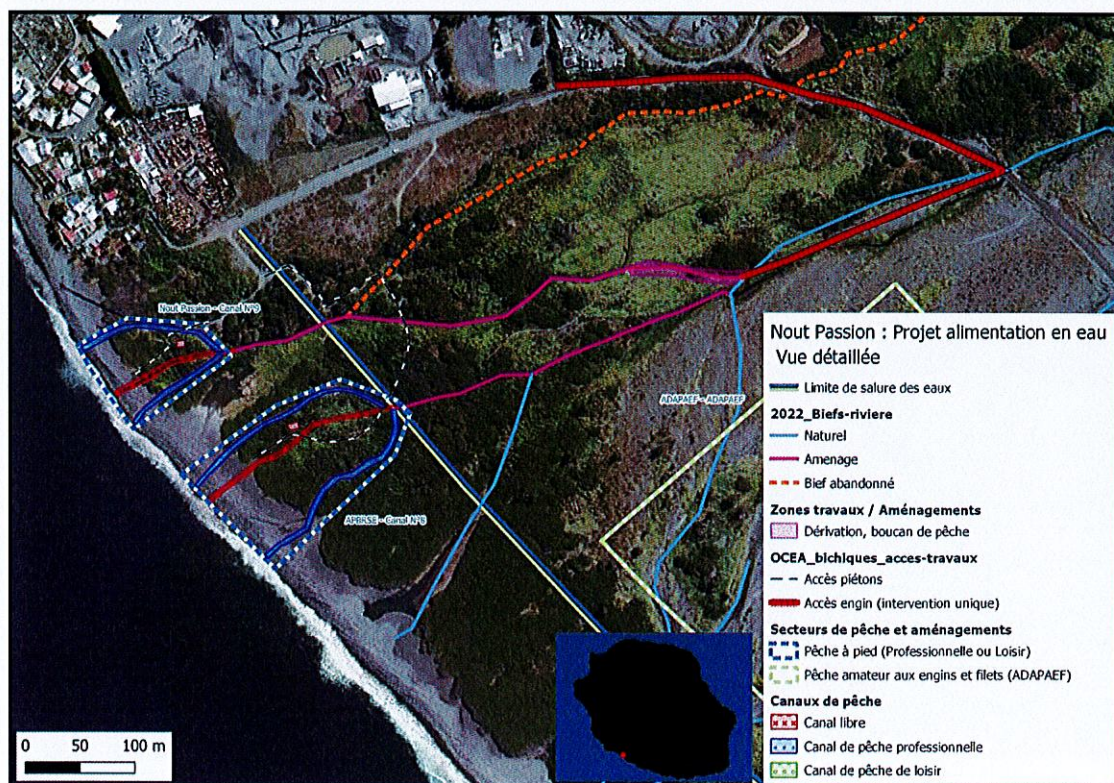 Nout Passion - Canal N°9
ADAPAEF - ADAPAEF
APBRSE - Canal N°8
Nout Passion : Projet alimentation en eau
Vue détaillée
Limite de salure des eaux
2022_Biefs-riviere
Naturel
Amenage
Bief abandonné
Zones travaux / Aménagements
Dérivation, boucan de pêche
OCEA_bichiques_acces-travaux
Accès piétons
Accès engin (intervention unique)
Secteurs de pêche et aménagements
Pêche à pied (Professionnelle ou Loisir)
Pêche amateur aux engins et filets (ADAPAEF)
Canaux de pêche
Canal libre
Canal de pêche professionnelle
Canal de pêche de loisir
0 50 100 m